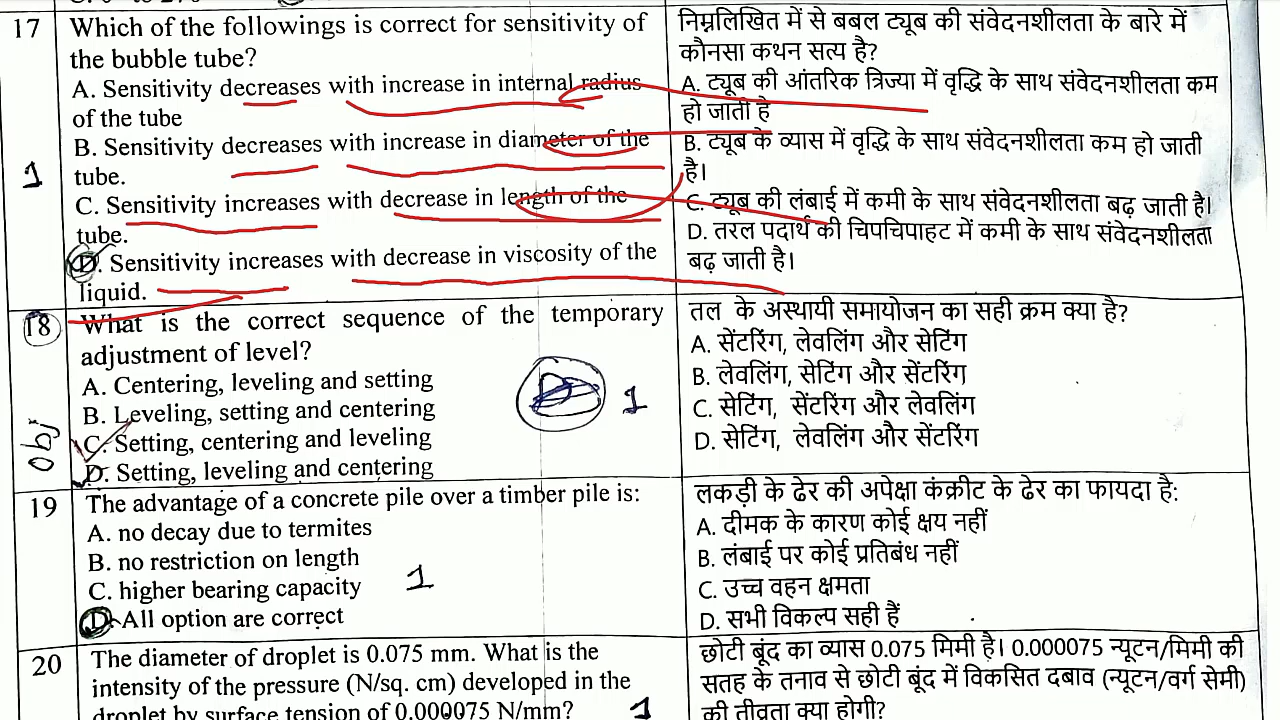 17
Which of the followings is correct for sensitivity of
the bubble tube?
A. Sensitivity decreases with increase in internal radius
of the tube
B. Sensitivity decreases with increase in diameter of the
tube.
C. Sensitivity increases with decrease in length of the
tube.
D. Sensitivity increases with decrease in viscosity of the
liquid.
1
निम्नलिखित में से बबल ट्यूब की संवेदनशीलता के बारे में
कौनसा कथन सत्य है?
A. ट्यूब की आंतरिक त्रिज्या में वृद्धि के साथ संवेदनशीलता कम
हो जाती है
B. ट्यूब के व्यास में वृद्धि के साथ संवेदनशीलता कम हो जाती
है।
C. ट्यूब की लंबाई में कमी के साथ संवेदनशीलता बढ़ जाती है।
D. तरल पदार्थ की चिपचिपाहट में कमी के साथ संवेदनशीलता
बढ़ जाती है।
18
What is the correct sequence of the temporary
adjustment of level?
A. Centering, leveling and setting
B. Leveling, setting and centering
C. Setting, centering and leveling
D. Setting, leveling and centering
D
1
Obj
तल के अस्थायी समायोजन का सही क्रम क्या है?
A. सेंटरिंग, लेवलिंग और सेटिंग
B. लेवलिंग, सेटिंग और सेंटरिंग
C. सेटिंग, सेंटरिंग और लेवलिंग
D. सेटिंग, लेवलिंग और सेंटरिंग
19
The advantage of a concrete pile over a timber pile is:
A. no decay due to termites
B. no restriction on length
C. higher bearing capacity
D. All option are correct
1
लकड़ी के ढेर की अपेक्षा कंक्रीट के ढेर का फायदा है:
A. दीमक के कारण कोई क्षय नहीं
B. लंबाई पर कोई प्रतिबंध नहीं
C. उच्च वहन क्षमता
D. सभी विकल्प सही हैं
20
The diameter of droplet is 0.075 mm. What is the
intensity of the pressure (N/sq. cm) developed in the
droplet by surface tension of 0.000075 N/mm?
1
छोटी बूंद का व्यास 0.075 मिमी है। 0.000075 न्यूटन/मिमी की
सतह के तनाव से छोटी बूंद में विकसित दबाव (न्यूटन/वर्ग सेमी)
की तीव्रता क्या होगी?